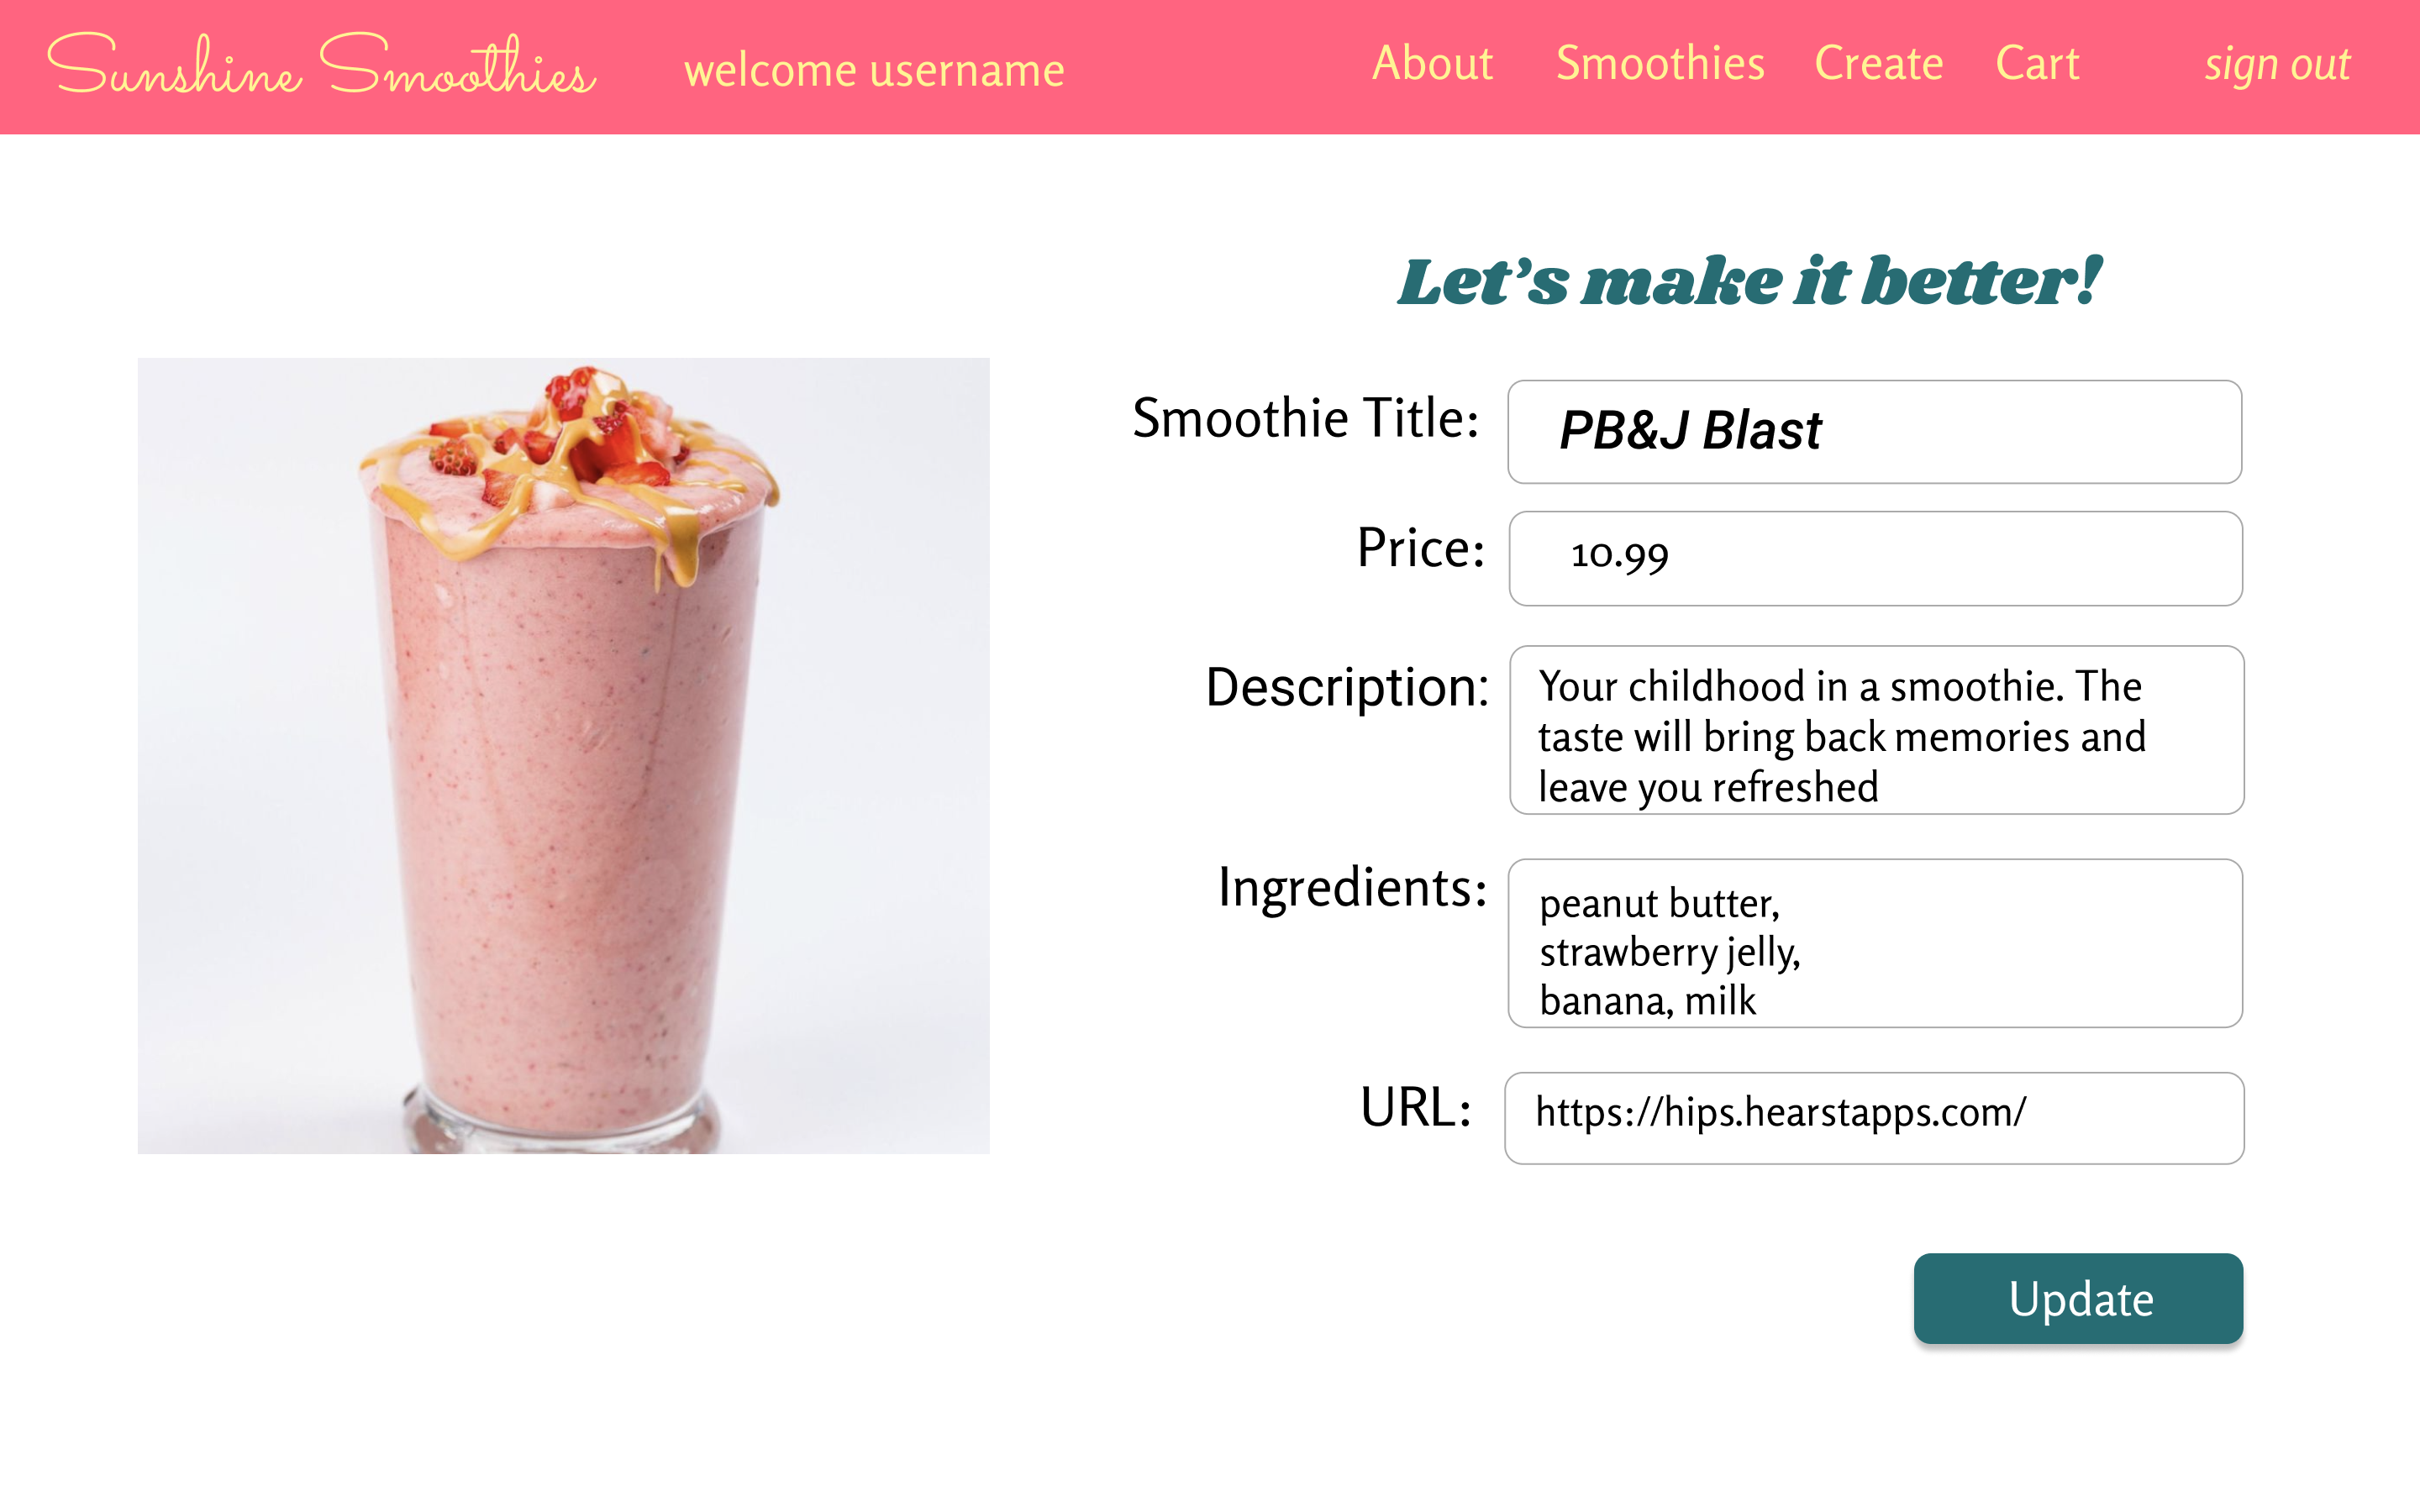 Sunshine Smoothies welcome username About Smoothies Create Cart sign out
Let’s make it better!
Smoothie Title: PB&J Blast
Price: 10.99
Description: Your childhood in a smoothie. The
taste will bring back memories and
leave you refreshed
Ingredients: peanut butter,
strawberry jelly,
banana, milk
URL: https://hips.hearstapps.com/
Update